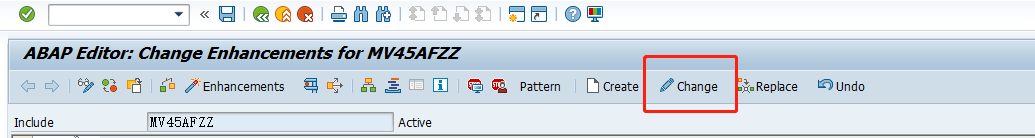 ABAP Editor: Change Enhancements for MV45AFZZ
Enhancements Pattern Create Change Replace Undo
Include MV45AFZZ Active